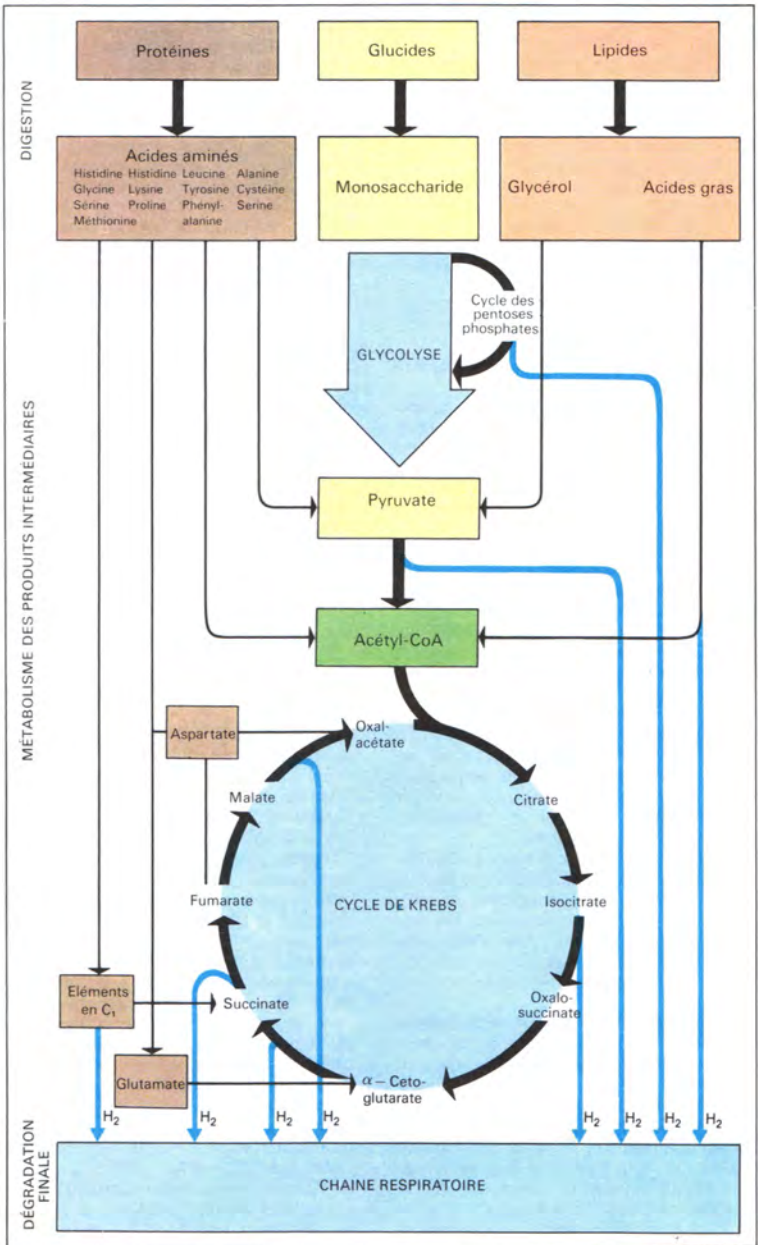 Protéines
Glucides
Lipides
DIGESTION
Acides aminés
Histidine Histidine Leucine Alanine
Glycine Lysine Tyrosine Cystéine
Sérine Proline Phényl- Serine
Méthionine alanine
Monosaccharide
Glycérol Acides gras
Cycle des
pentoses
phosphates
GLYCOLYSE
MÉTABOLISME DES PRODUITS INTERMÉDIAIRES
Pyruvate
Acétyl-CoA
Aspartate
Oxal-
acétate
Malate
Citrate
Fumarate
CYCLE DE KREBS
Isocitrate
Eléments
en C₁
Succinate
Oxalo-
succinate
Glutamate
α – Ceto-
glutarate
H₂ H₂ H₂ H₂ H₂ H₂ H₂ H₂
DÉGRADATION
FINALE
CHAINE RESPIRATOIRE